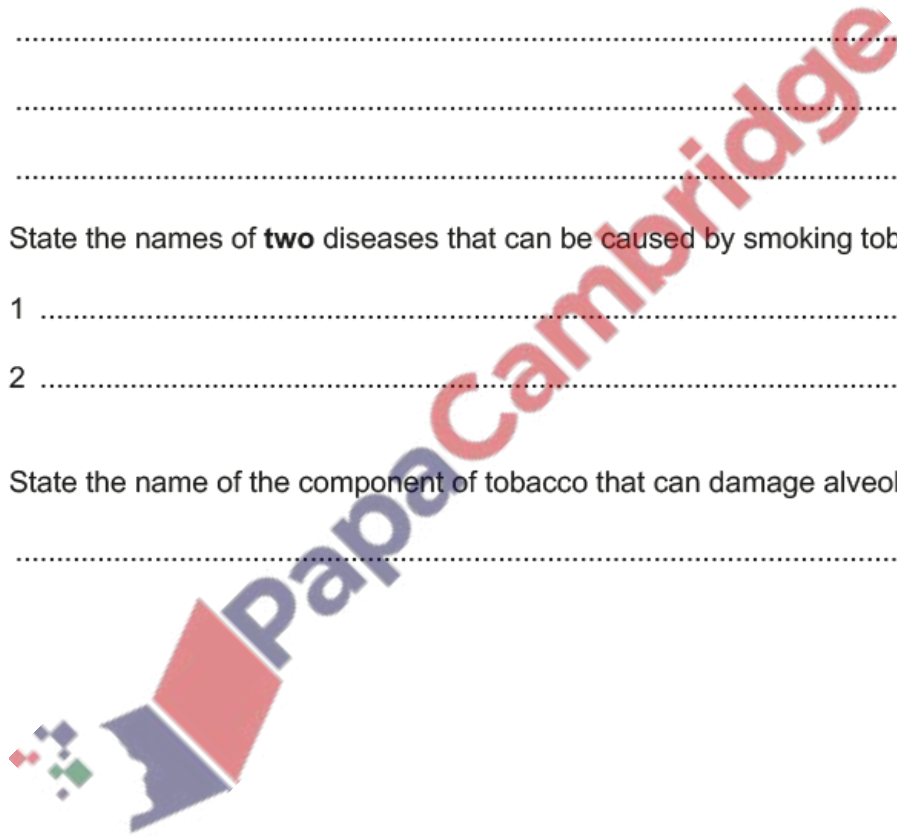 State the names of two diseases that can be caused by smoking tob
1
2
State the name of the component of tobacco that can damage alveol
PapaCambridge